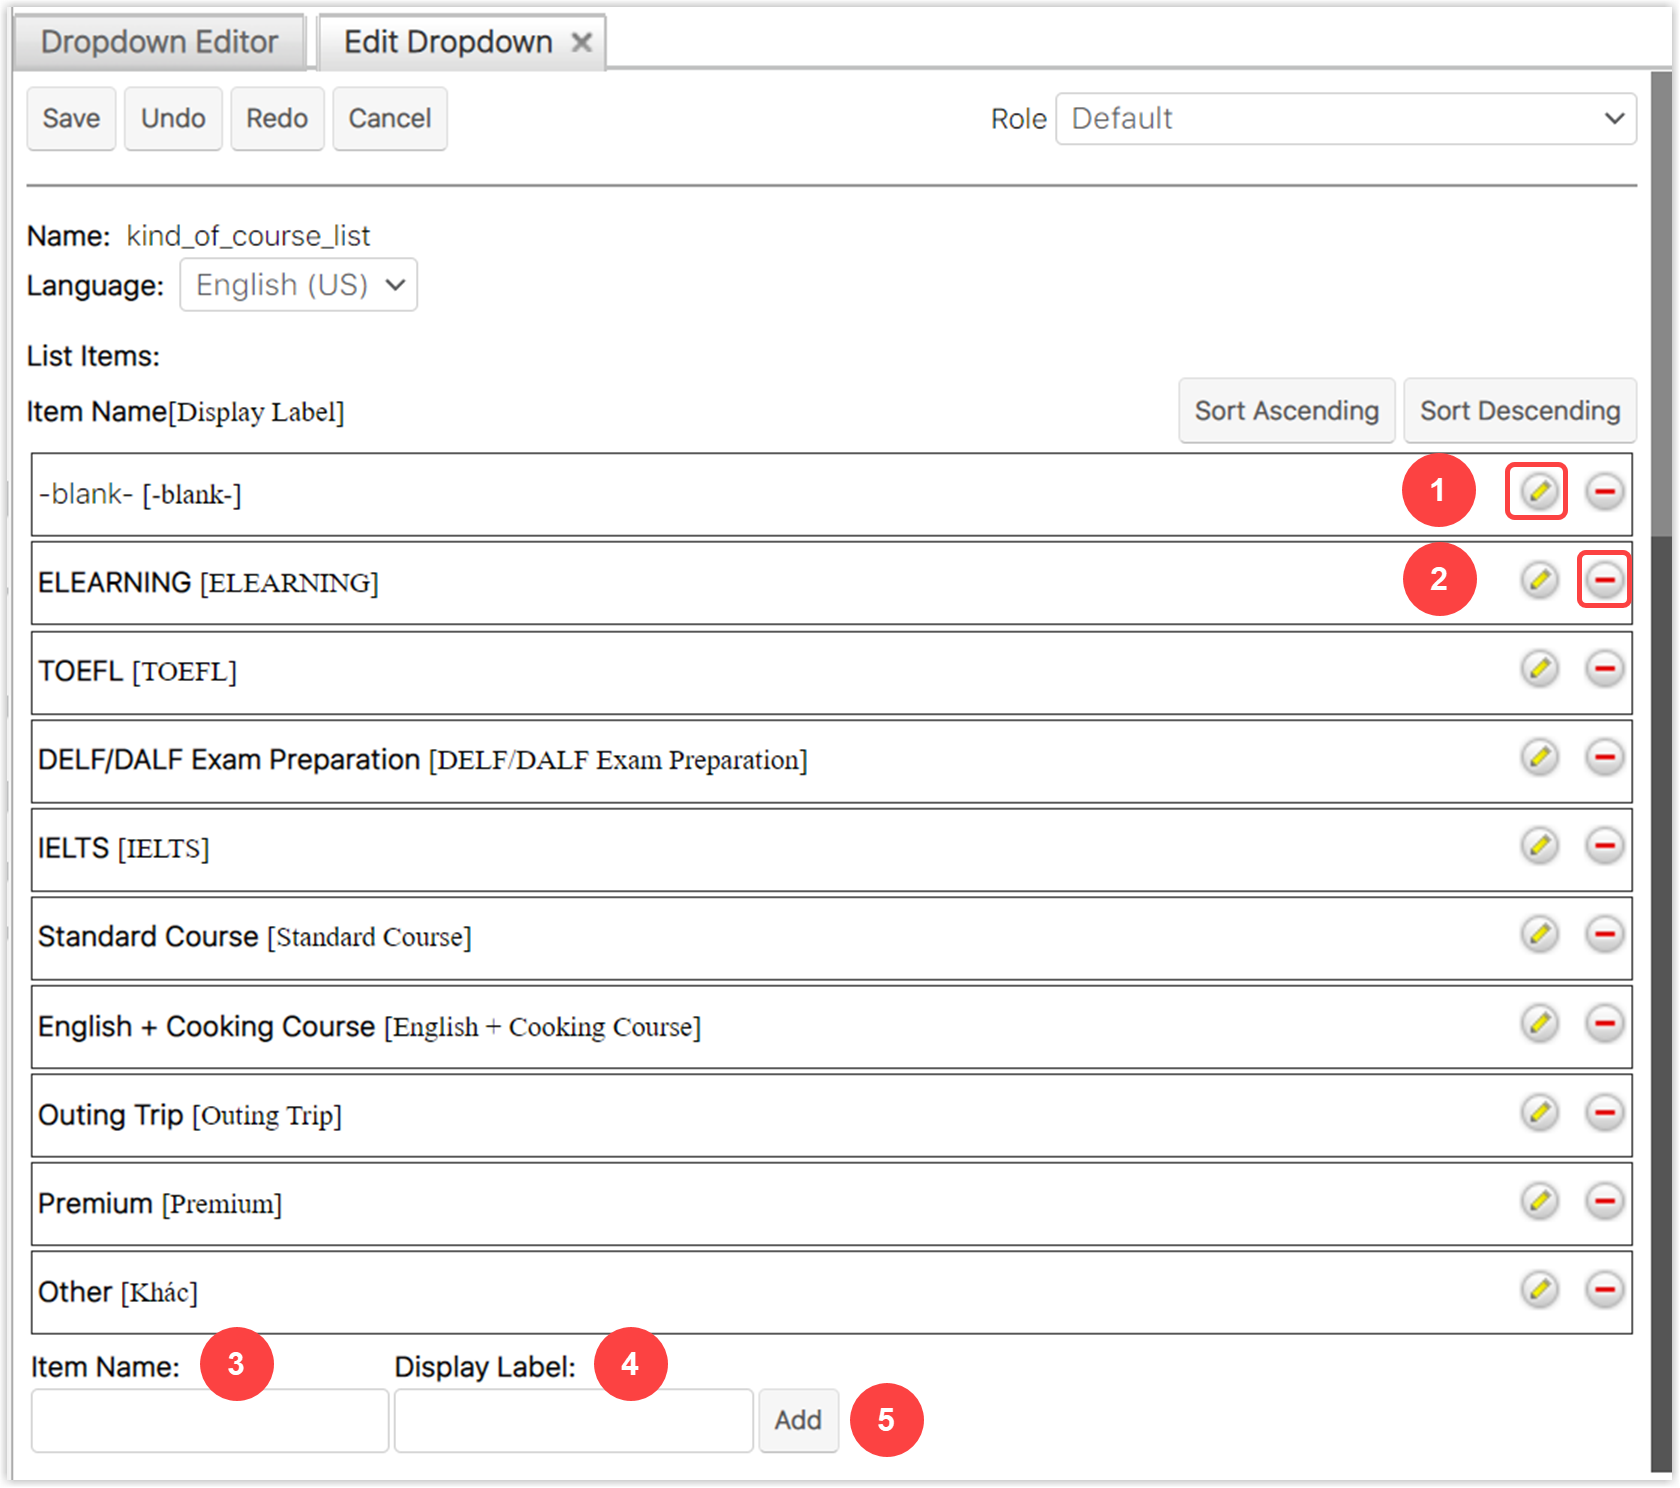 Dropdown Editor Edit Dropdown
Save Undo Redo Cancel Role Default
Name: kind_of_course_list
Language: English (US)
List Items:
Item Name[Display Label] Sort Ascending Sort Descending
-blank- [-blank-] 1
ELEARNING [ELEARNING] 2
TOEFL [TOEFL]
DELF/DALF Exam Preparation [DELF/DALF Exam Preparation]
IELTS [IELTS]
Standard Course [Standard Course]
English + Cooking Course [English + Cooking Course]
Outing Trip [Outing Trip]
Premium [Premium]
Other [Khác]
Item Name: 3 Display Label: 4
Add 5